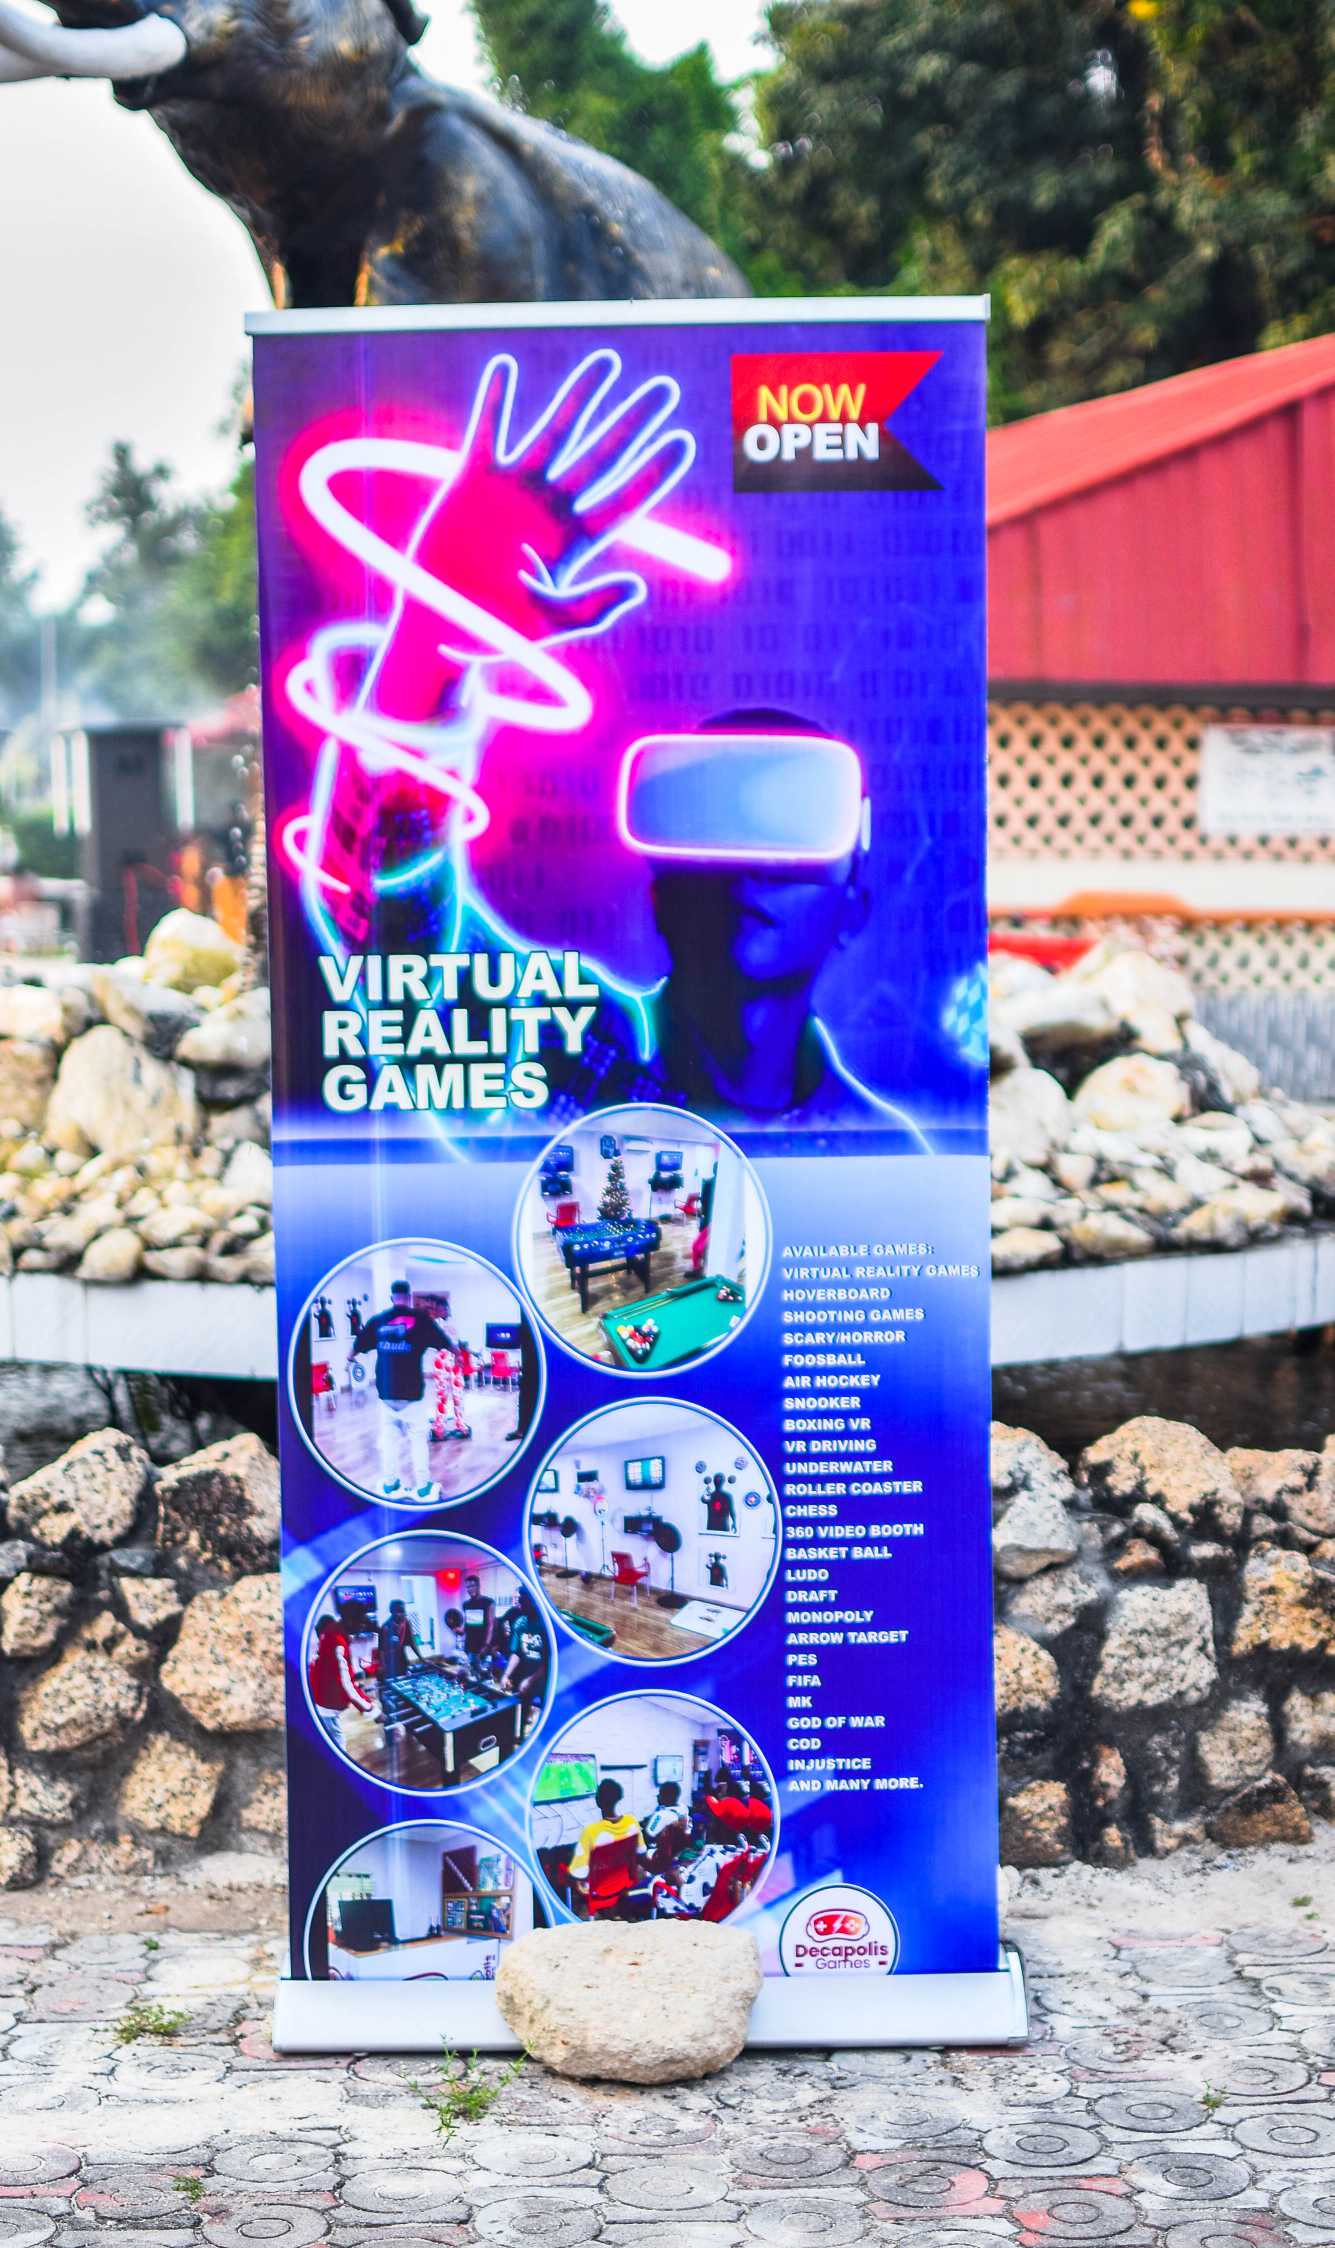 NOW
OPEN
VIRTUAL
REALITY
GAMES
AVAILABLE GAMES:
VIRTUAL REALITY GAMES
HOVERBOARD
SHOOTING GAMES
SCARY/HORROR
FOOSBALL
AIR HOCKEY
SNOOKER
BOXING VR
VR DRIVING
UNDERWATER
ROLLER COASTER
CHESS
360 VIDEO BOOTH
BASKET BALL
LUDO
DRAFT
MONOPOLY
ARROW TARGET
PES
FIFA
MK
GOD OF WAR
COD
INJUSTICE
AND MANY MORE.
Decapolis
Games